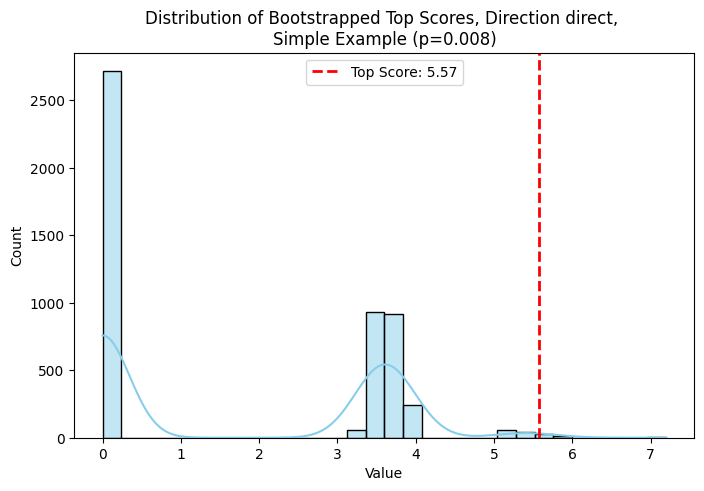 Distribution of Bootstrapped Top Scores, Direction direct,
Simple Example (p=0.008)
Top Score: 5.57
2500
2000
1500
1000
500
0
Count
0 1 2 3 4 5 6 7
Value